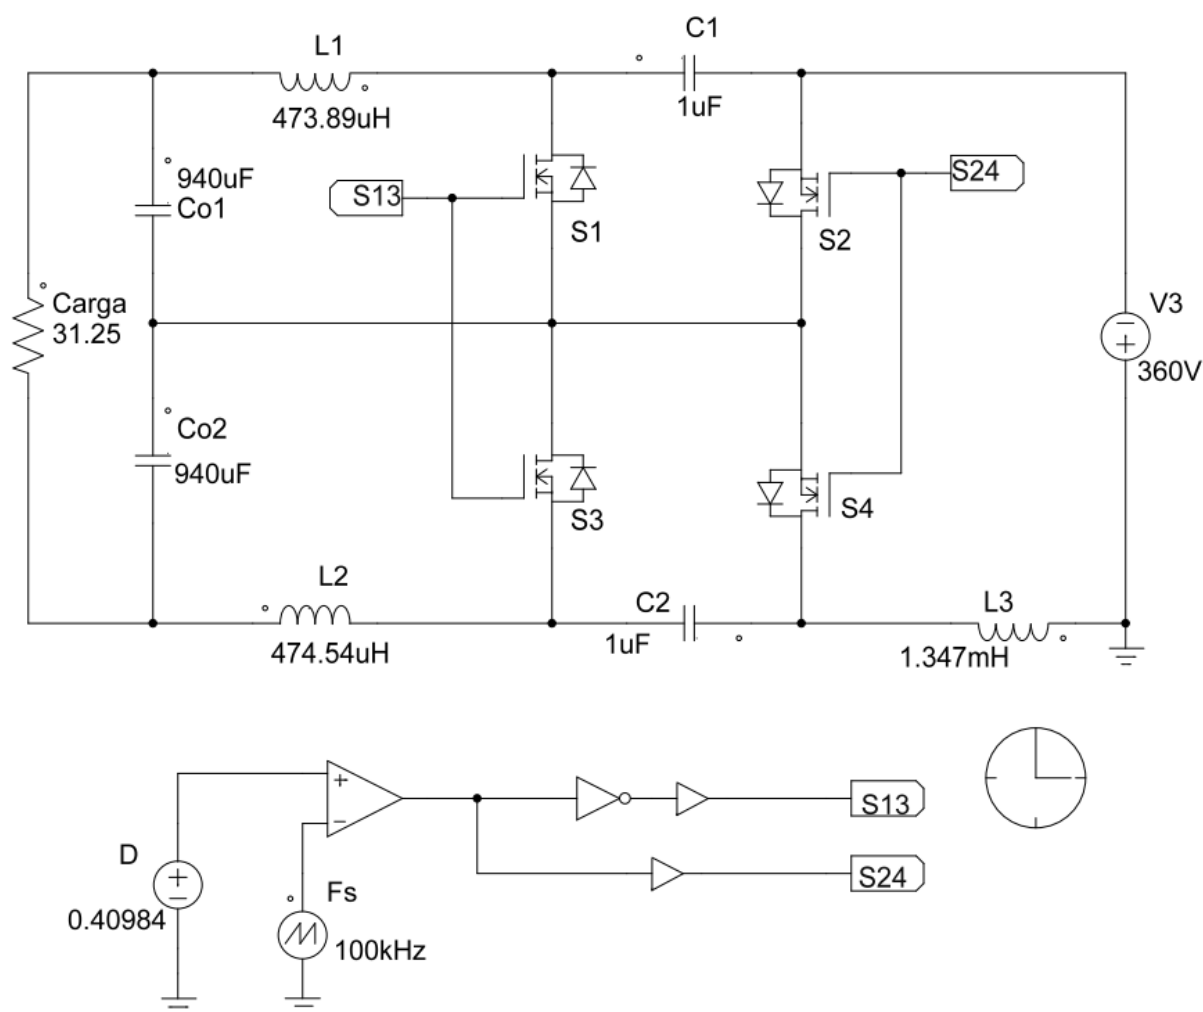 L1
473.89uH
C1
1uF
940uF
Co1
S13
S1
S24
S2
Carga
31.25
V3
360V
Co2
940uF
S3
S4
L2
474.54uH
C2
1uF
L3
1.347mH
D
0.40984
Fs
100kHz
S13
S24